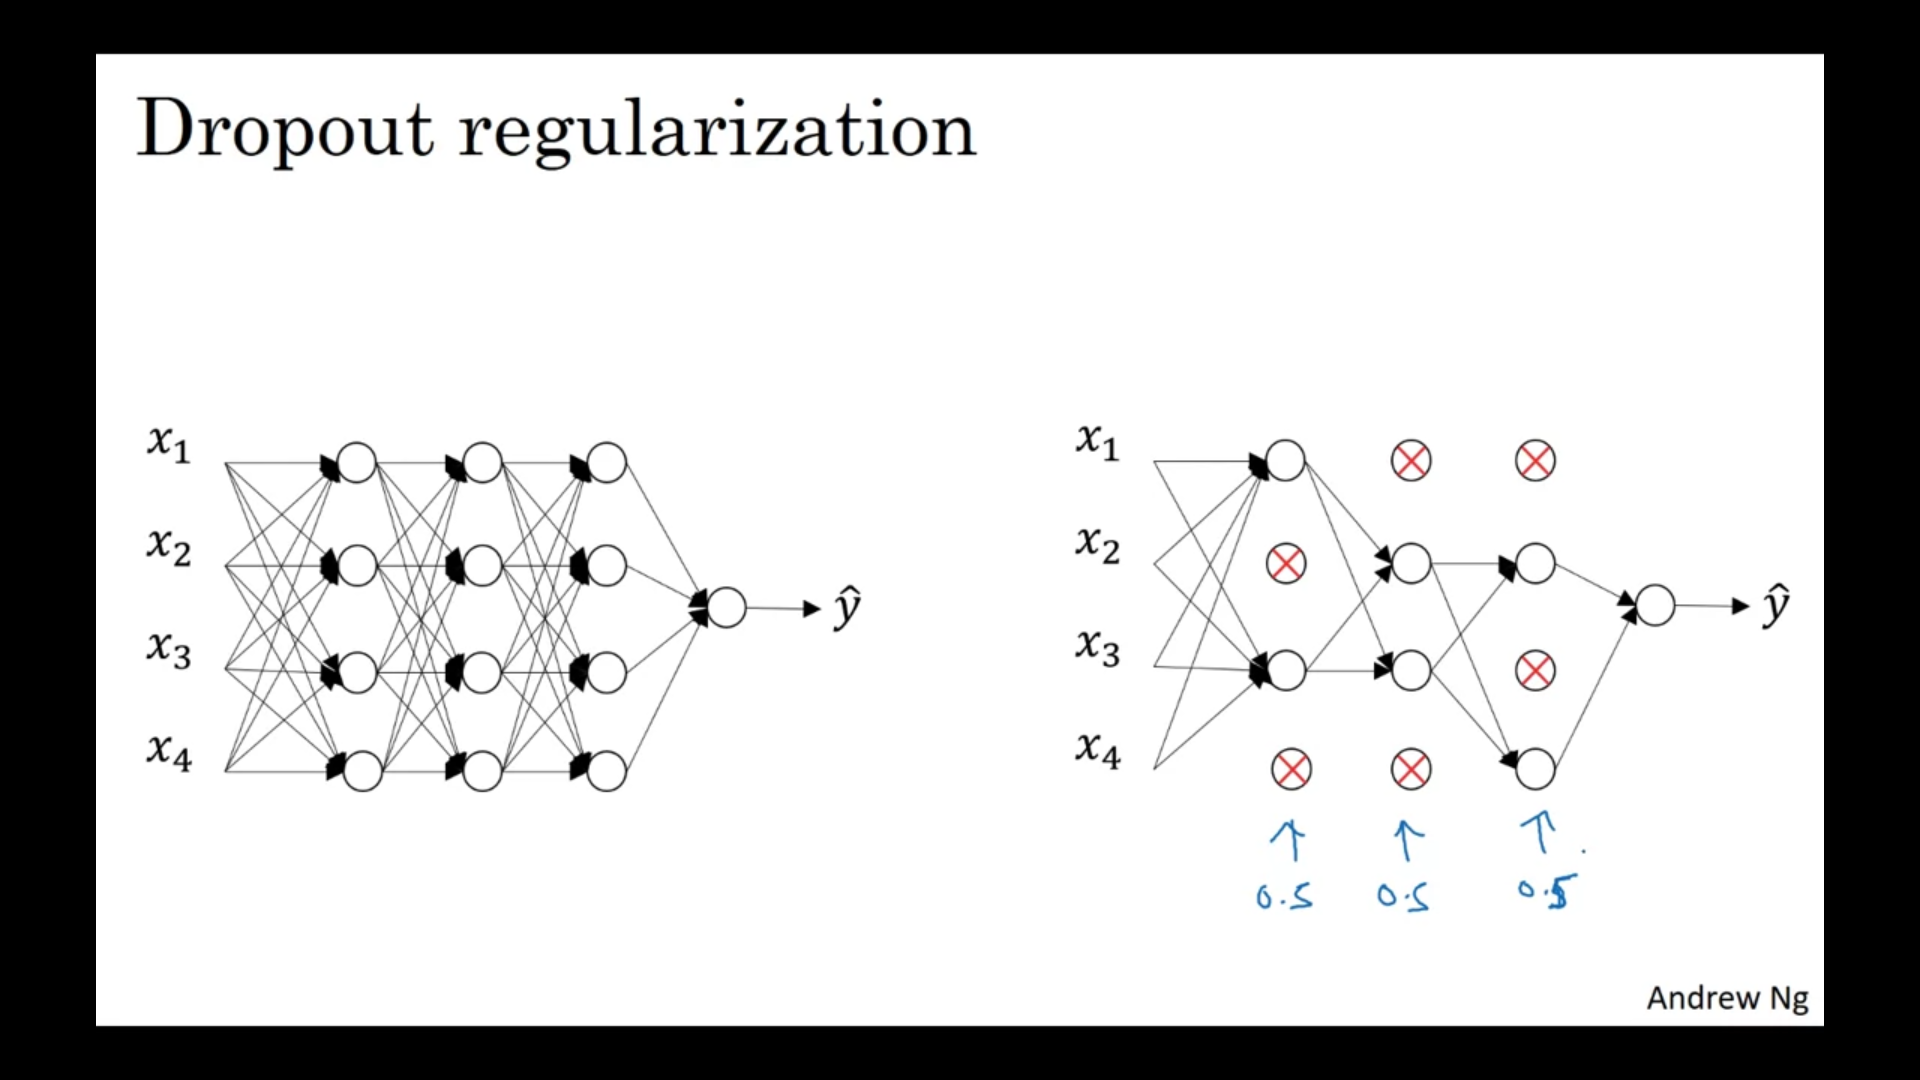 Dropout regularization
x₁
x₂
x₃
x₄
ŷ
x₁
x₂
x₃
x₄
ŷ
0.5 0.5 0.5
Andrew Ng